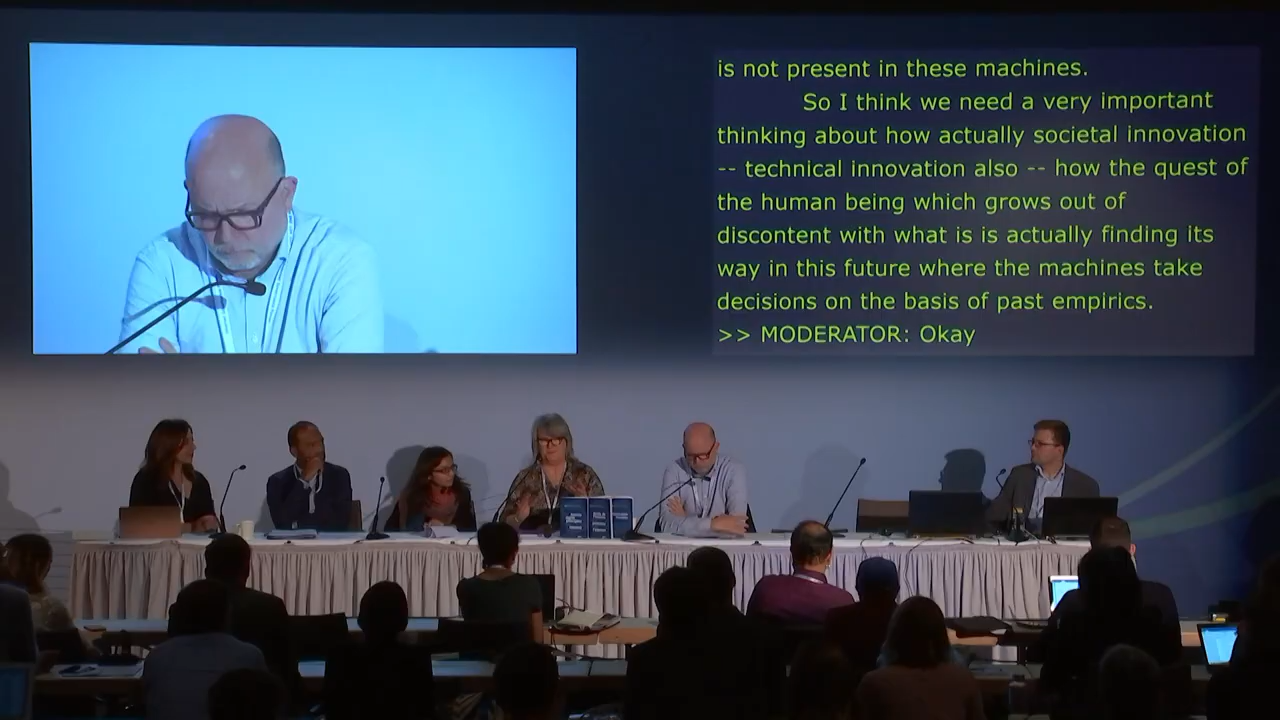 is not present in these machines.
So I think we need a very important
thinking about how actually societal innovation
-- technical innovation also -- how the quest of
the human being which grows out of
discontent with what is is actually finding its
way in this future where the machines take
decisions on the basis of past empirics.
>> MODERATOR: Okay